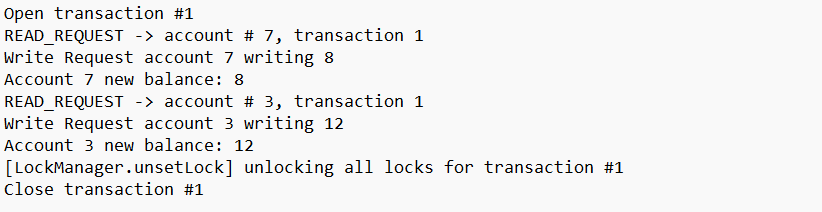 Open transaction #1
READ_REQUEST -> account # 7, transaction 1
Write Request account 7 writing 8
Account 7 new balance: 8
READ_REQUEST -> account # 3, transaction 1
Write Request account 3 writing 12
Account 3 new balance: 12
[LockManager.unsetLock] unlocking all locks for transaction #1
Close transaction #1